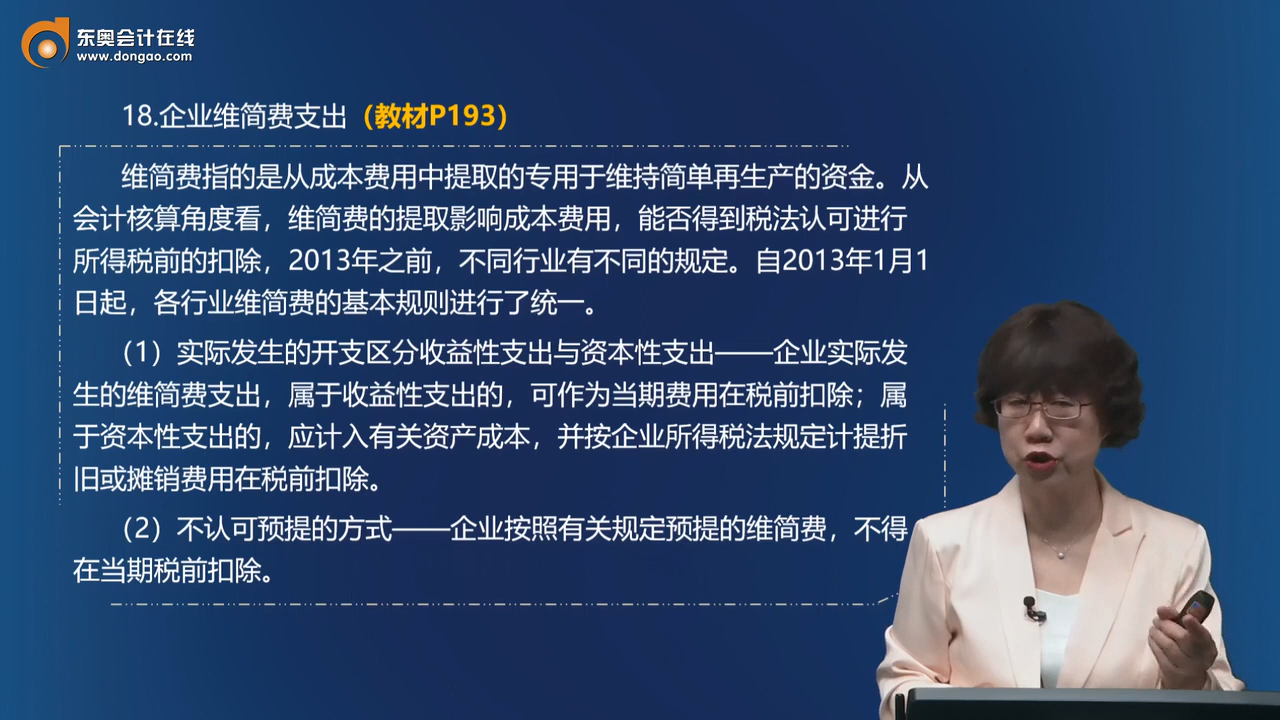 东奥会计在线
www.dongao.com
18.企业维简费支出（教材P193）
维简费指的是从成本费用中提取的专用于维持简单再生产的资金。从
会计核算角度看，维简费的提取影响成本费用，能否得到税法认可进行
所得税前的扣除，2013年之前，不同行业有不同的规定。自2013年1月1
日起，各行业维简费的基本规则进行了统一。
（1）实际发生的开支区分收益性支出与资本性支出——企业实际发
生的维简费支出，属于收益性支出的，可作为当期费用在税前扣除；属
于资本性支出的，应计入有关资产成本，并按企业所得税法规定计提折
旧或摊销费用在税前扣除。
（2）不认可预提的方式——企业按照有关规定预提的维简费，不得
在当期税前扣除。